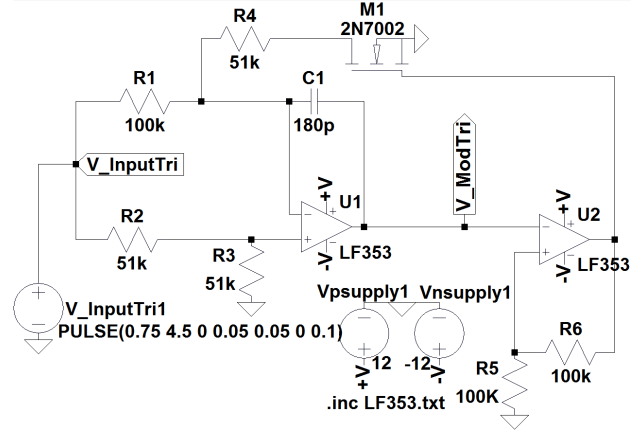 R4
51k
M1
2N7002
R1
100k
C1
180p
V_InputTri
R2
51k
R3
51k
+V
U1
-V
LF353
V_ModTri
+V
U2
-V
LF353
V_InputTri1
PULSE(0.75 4.5 0 0.05 0.05 0 0.1)
Vpsupply1
Vnsupply1
12
-12
+V
-V
.inc LF353.txt
R6
100k
R5
100K